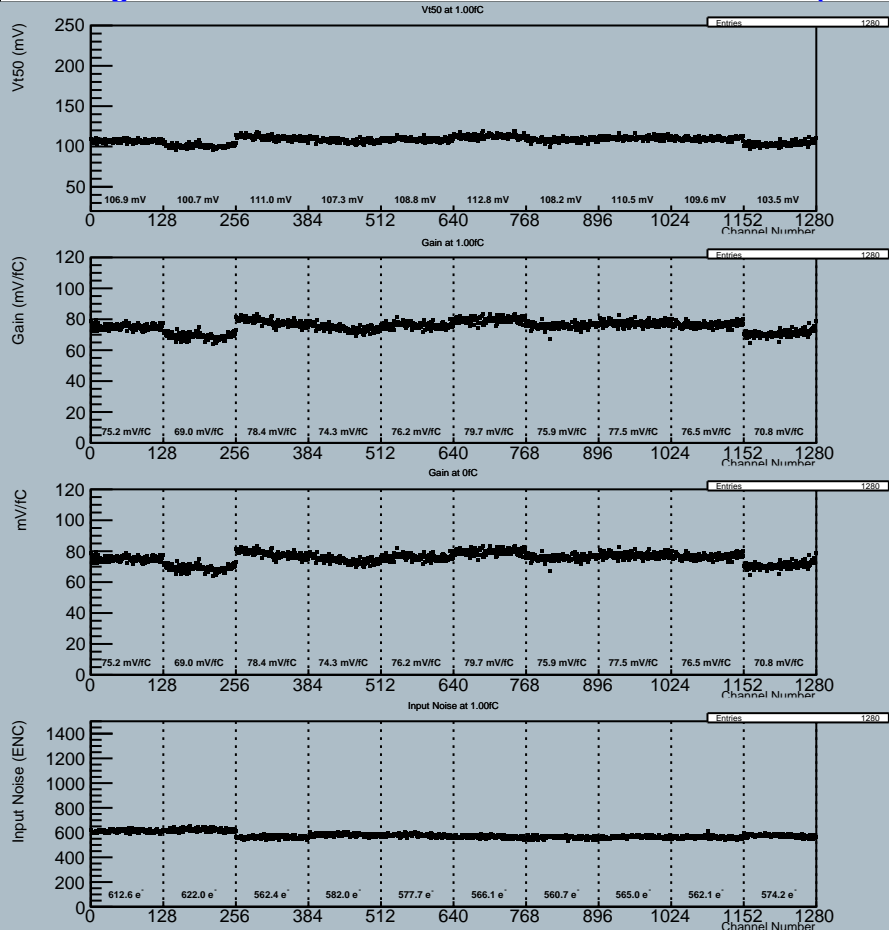 Vt50 at 1.00fC
Entries 1280
Vt50 (mV)
250
200
150
100
50
106.9 mV 100.7 mV 111.0 mV 107.3 mV 108.8 mV 112.8 mV 108.2 mV 110.5 mV 109.6 mV 103.5 mV
0 128 256 384 512 640 768 896 1024 1152 1280
Channel Number
Gain at 1.00fC
Entries 1280
Gain (mV/fC)
120
100
80
60
40
20
0
75.2 mV/fC 69.0 mV/fC 78.4 mV/fC 74.3 mV/fC 76.2 mV/fC 79.7 mV/fC 75.9 mV/fC 77.5 mV/fC 76.5 mV/fC 70.8 mV/fC
0 128 256 384 512 640 768 896 1024 1152 1280
Channel Number
Gain at 0fC
Entries 1280
mV/fC
120
100
80
60
40
20
0
75.2 mV/fC 69.0 mV/fC 78.4 mV/fC 74.3 mV/fC 76.2 mV/fC 79.7 mV/fC 75.9 mV/fC 77.5 mV/fC 76.5 mV/fC 70.8 mV/fC
0 128 256 384 512 640 768 896 1024 1152 1280
Channel Number
Input Noise at 1.00fC
Entries 1280
Input Noise (ENC)
1400
1200
1000
800
600
400
200
0
612.6 e⁻ 622.0 e⁻ 562.4 e⁻ 582.0 e⁻ 577.7 e⁻ 566.1 e⁻ 560.7 e⁻ 565.0 e⁻ 562.1 e⁻ 574.2 e⁻
0 128 256 384 512 640 768 896 1024 1152 1280
Channel Number